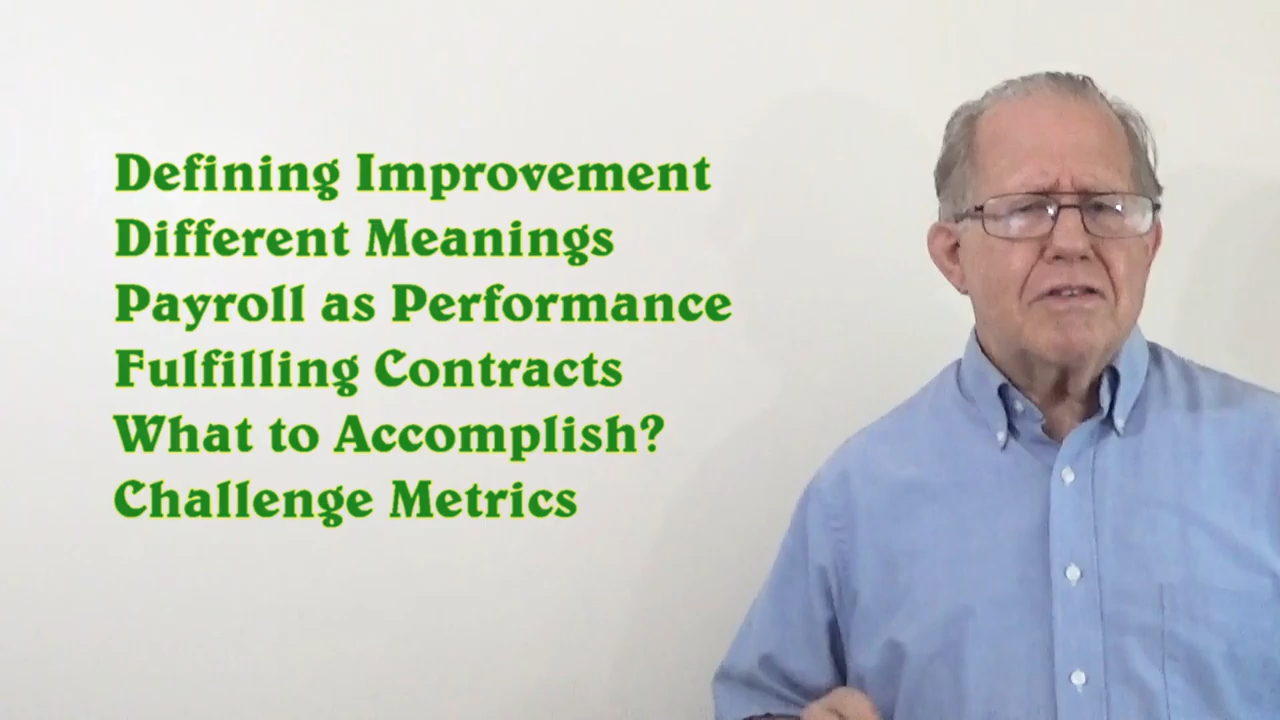 Defining Improvement
Different Meanings
Payroll as Performance
Fulfilling Contracts
What to Accomplish?
Challenge Metrics